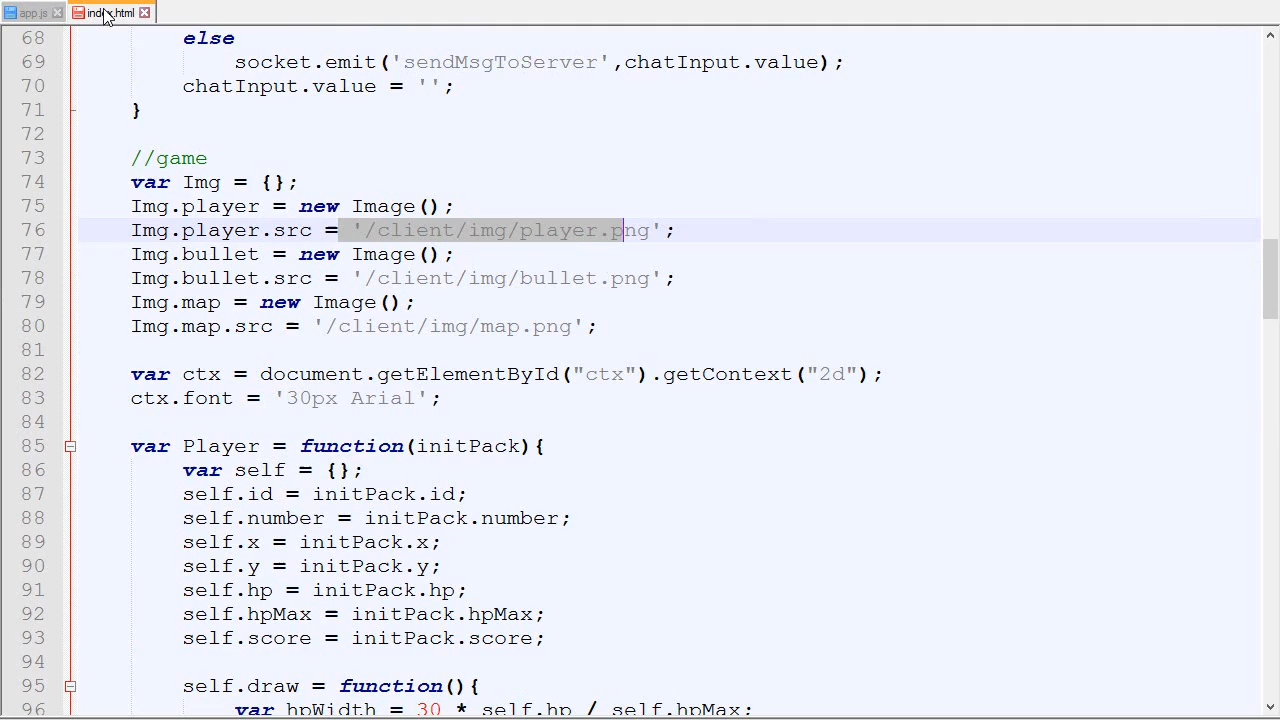 app.js index.html
68 else
69 socket.emit('sendMsgToServer',chatInput.value);
70 chatInput.value = '';
71 }
72
73 //game
74 var Img = {};
75 Img.player = new Image();
76 Img.player.src = '/client/img/player.png';
77 Img.bullet = new Image();
78 Img.bullet.src = '/client/img/bullet.png';
79 Img.map = new Image();
80 Img.map.src = '/client/img/map.png';
81
82 var ctx = document.getElementById("ctx").getContext("2d");
83 ctx.font = '30px Arial';
84
85 var Player = function(initPack){
86 var self = {};
87 self.id = initPack.id;
88 self.number = initPack.number;
89 self.x = initPack.x;
90 self.y = initPack.y;
91 self.hp = initPack.hp;
92 self.hpMax = initPack.hpMax;
93 self.score = initPack.score;
94
95 self.draw = function(){
96 var hpWidth = 30 * self.hp / self.hpMax;